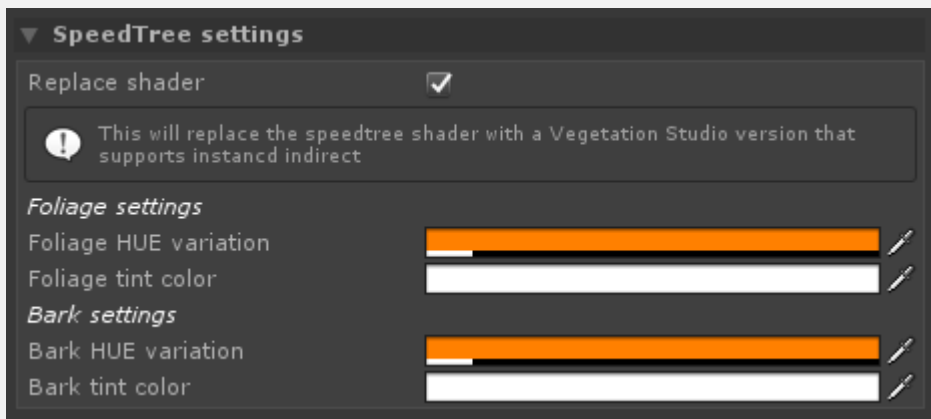 SpeedTree settings
Replace shader
This will replace the speedtree shader with a Vegetation Studio version that
supports instancd indirect
Foliage settings
Foliage HUE variation
Foliage tint color
Bark settings
Bark HUE variation
Bark tint color